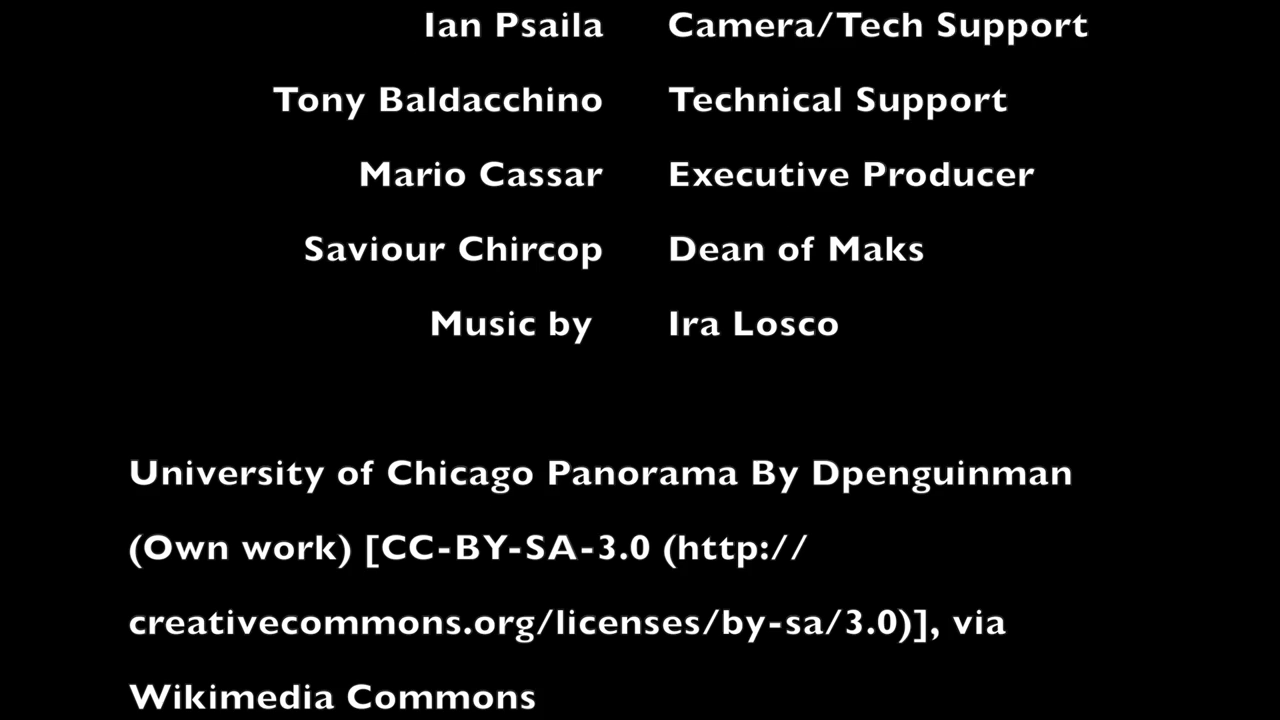 Ian Psaila Camera/Tech Support
Tony Baldacchino Technical Support
Mario Cassar Executive Producer
Saviour Chircop Dean of Maks
Music by Ira Losco
University of Chicago Panorama By Dpenguinman
(Own work) [CC-BY-SA-3.0 (http://
creativecommons.org/licenses/by-sa/3.0)], via
Wikimedia Commons